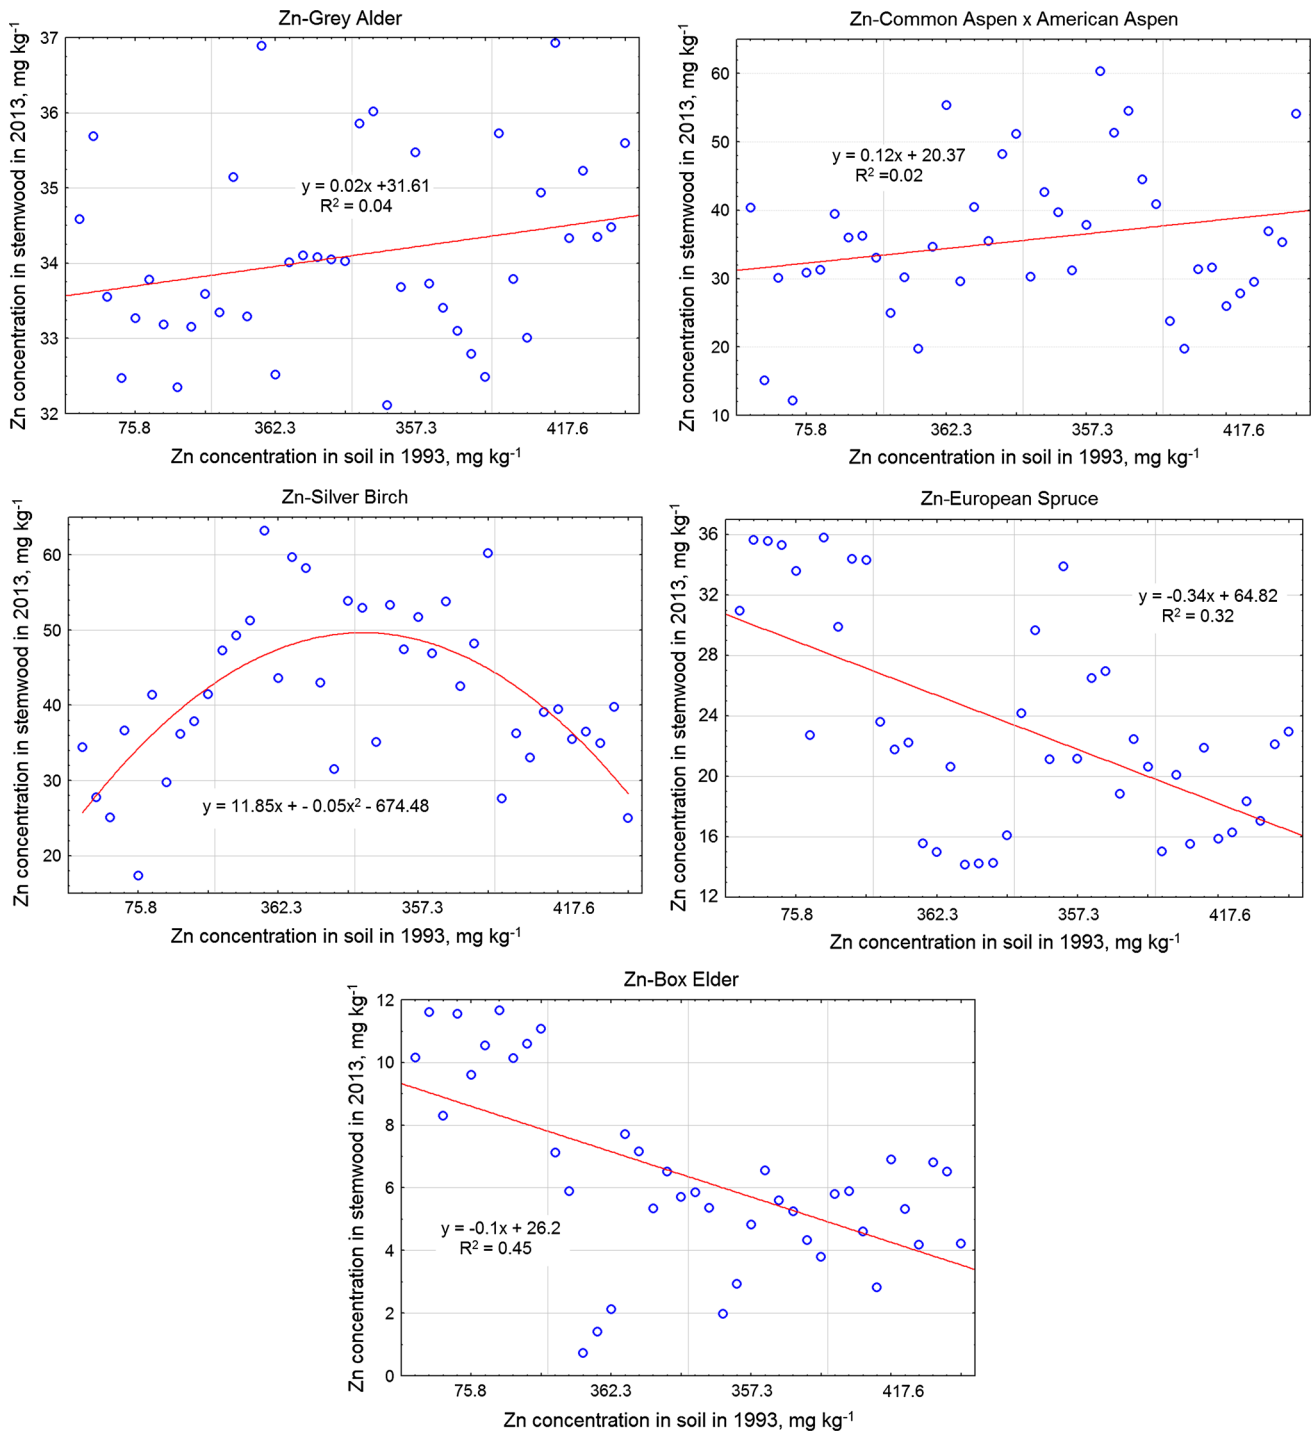 Zn-Grey Alder
Zn concentration in stemwood in 2013, mg kg-1
37
36
35
34
33
32
y = 0.02x +31.61
R2 = 0.04
75.8 362.3 357.3 417.6
Zn concentration in soil in 1993, mg kg-1
Zn-Common Aspen x American Aspen
Zn concentration in stemwood in 2013, mg kg-1
60
50
40
30
20
10
y = 0.12x + 20.37
R2 =0.02
75.8 362.3 357.3 417.6
Zn concentration in soil in 1993, mg kg-1
Zn-Silver Birch
Zn concentration in stemwood in 2013, mg kg-1
60
50
40
30
20
y = 11.85x + - 0.05x2 - 674.48
75.8 362.3 357.3 417.6
Zn concentration in soil in 1993, mg kg-1
Zn-European Spruce
Zn concentration in stemwood in 2013, mg kg-1
36
32
28
24
20
16
12
y = -0.34x + 64.82
R2 = 0.32
75.8 362.3 357.3 417.6
Zn concentration in soil in 1993, mg kg-1
Zn-Box Elder
Zn concentration in stemwood in 2013, mg kg-1
12
10
8
6
4
2
0
y = -0.1x + 26.2
R2 = 0.45
75.8 362.3 357.3 417.6
Zn concentration in soil in 1993, mg kg-1